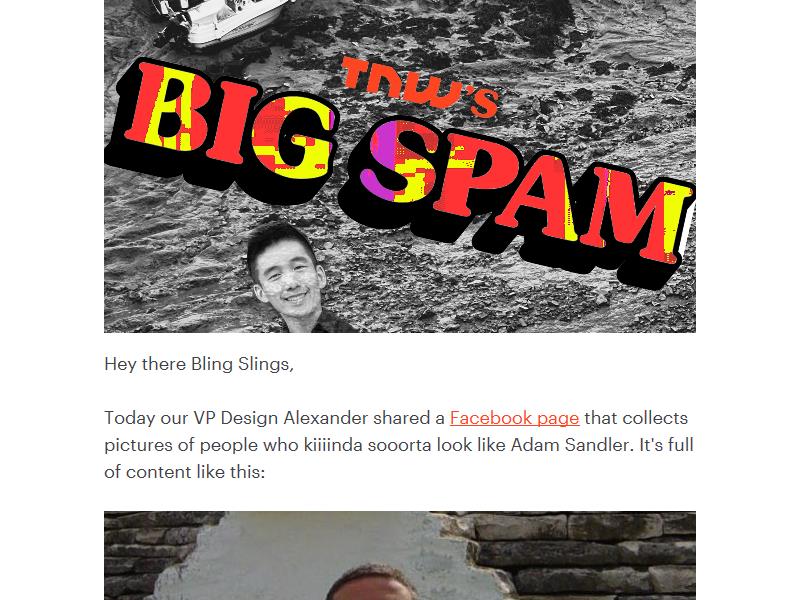 TNW's
BIG SPAM
Hey there Bling Slings,
Today our VP Design Alexander shared a Facebook page that collects
pictures of people who kiiiinda sooorta look like Adam Sandler. It's full
of content like this: